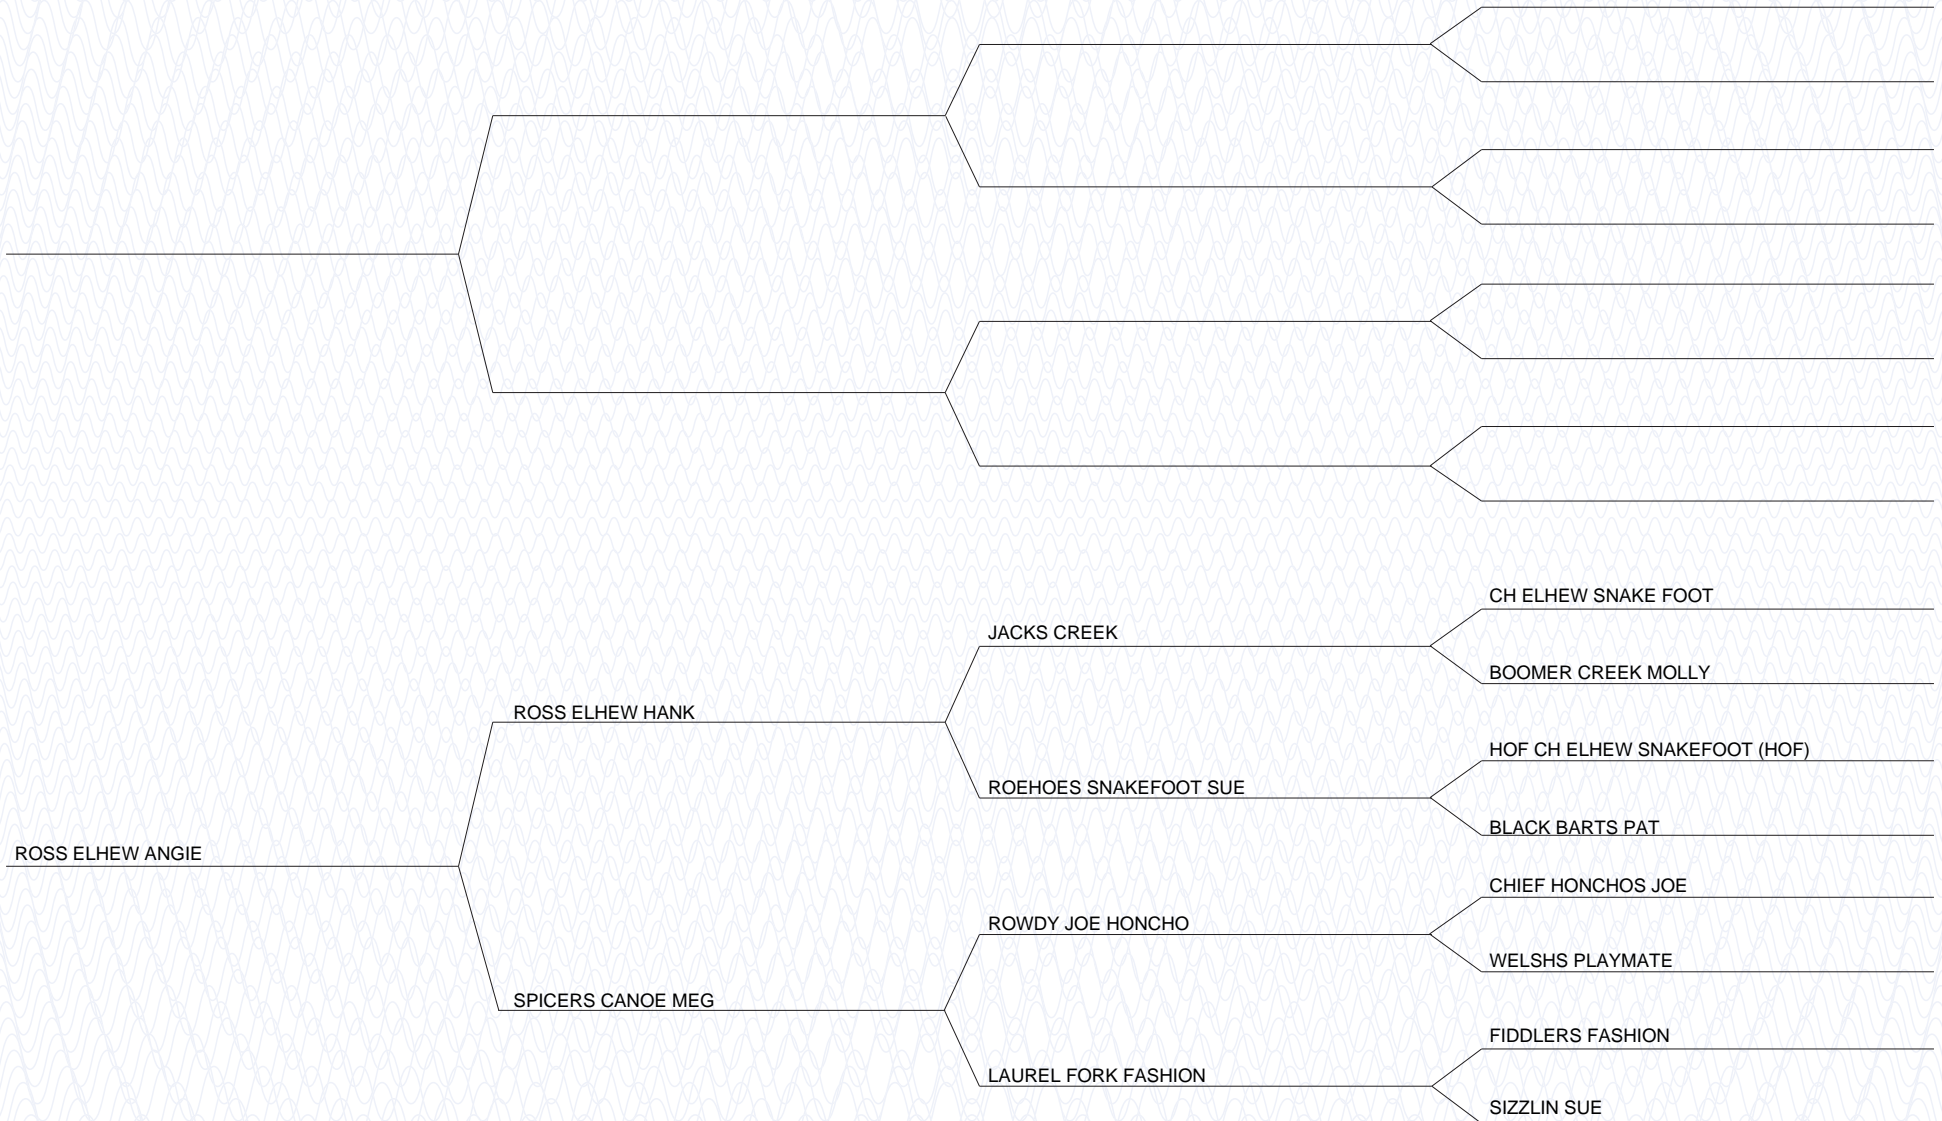 CH ELHEW SNAKE FOOT
JACKS CREEK
BOOMER CREEK MOLLY
ROSS ELHEW HANK
HOF CH ELHEW SNAKEFOOT (HOF)
ROEHOES SNAKEFOOT SUE
BLACK BARTS PAT
ROSS ELHEW ANGIE
CHIEF HONCHOS JOE
ROWDY JOE HONCHO
WELSHS PLAYMATE
SPICERS CANOE MEG
FIDDLERS FASHION
LAUREL FORK FASHION
SIZZLIN SUE